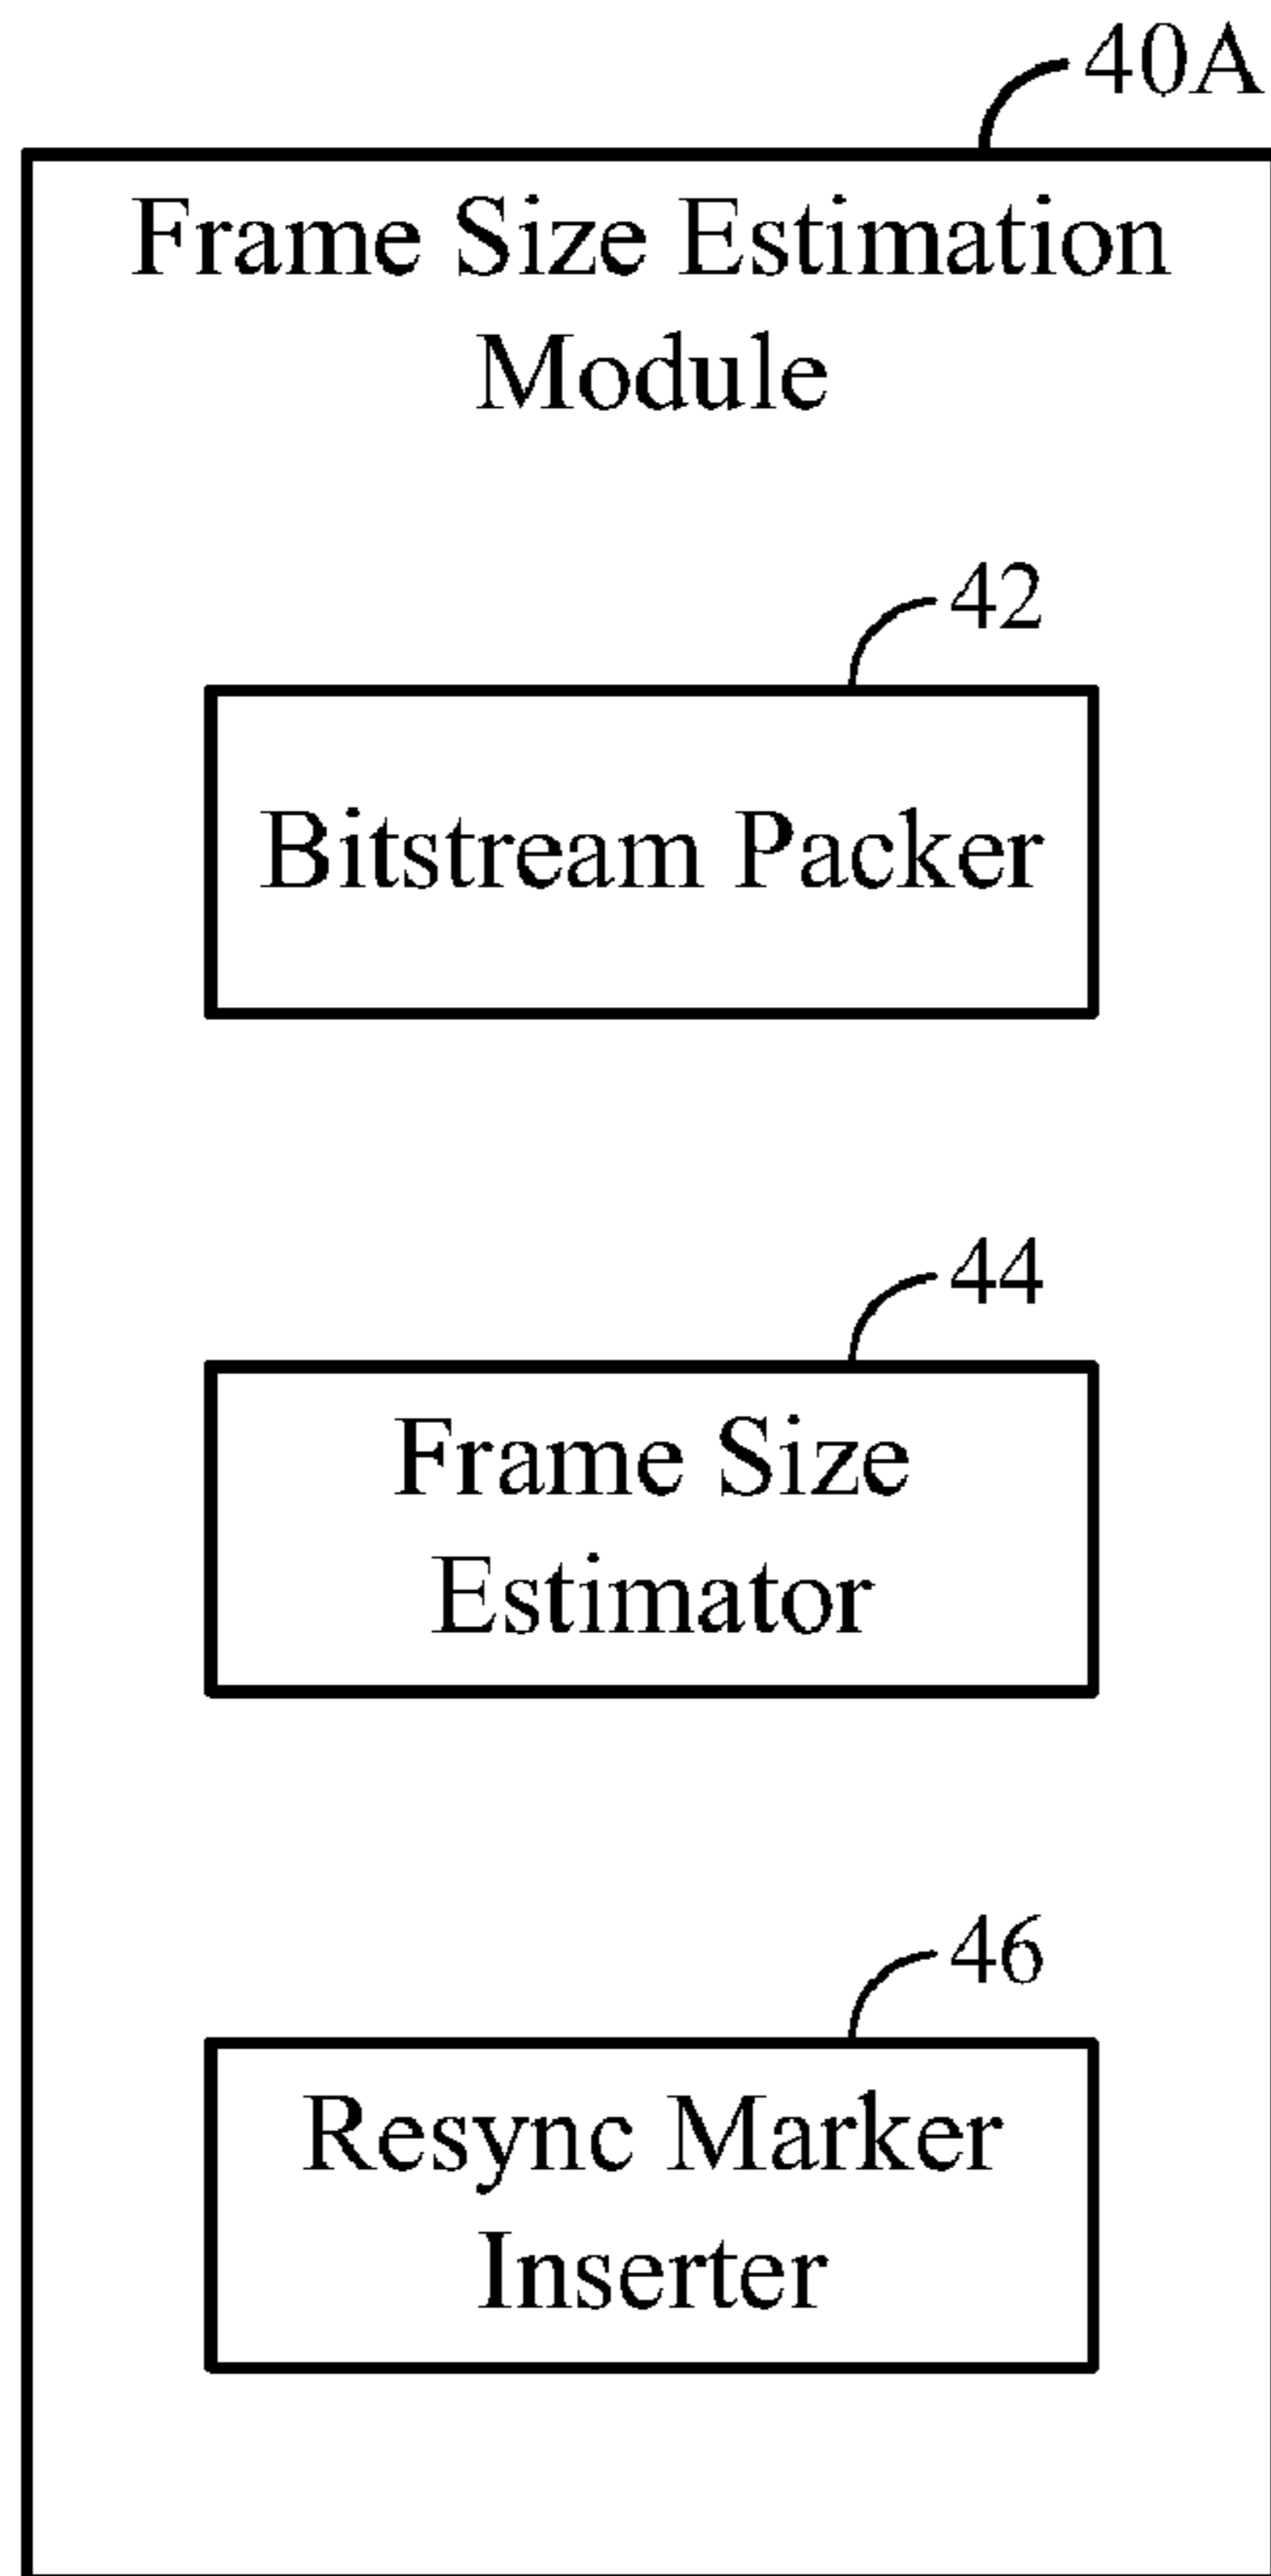 40A
Frame Size Estimation
Module
42
Bitstream Packer
44
Frame Size
Estimator
46
Resync Marker
Inserter